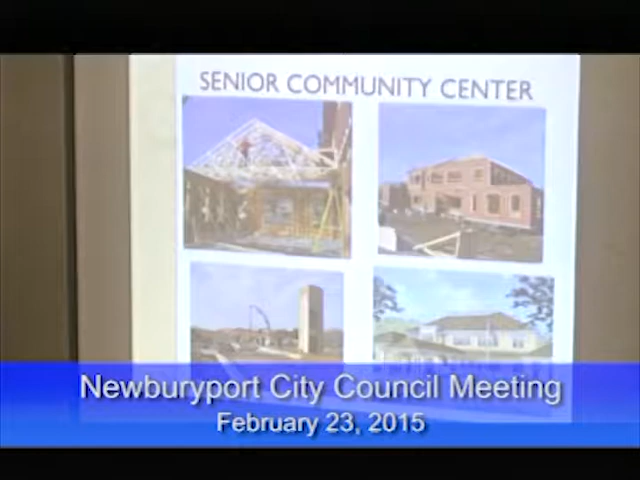 SENIOR COMMUNITY CENTER
Newburyport City Council Meeting
February 23, 2015